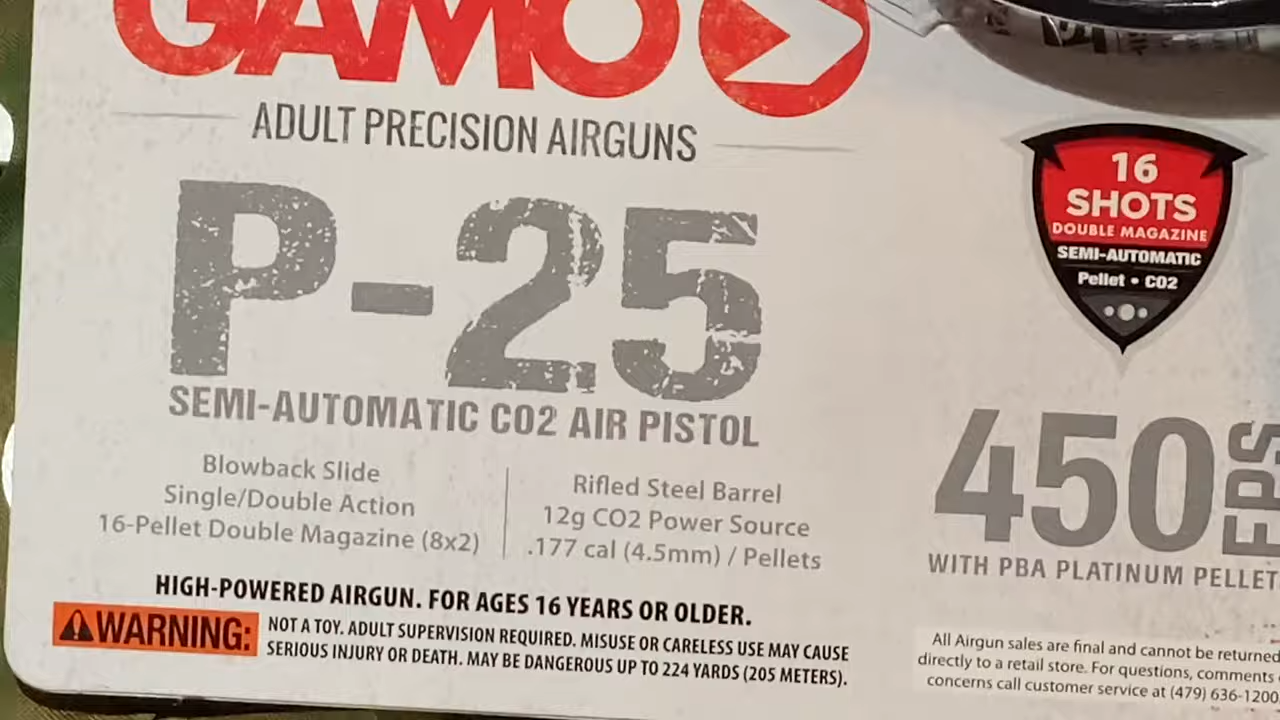 GAMO
ADULT PRECISION AIRGUNS
P-25
SEMI-AUTOMATIC CO2 AIR PISTOL
Blowback Slide
Single/Double Action
16-Pellet Double Magazine (8x2)
Rifled Steel Barrel
12g CO2 Power Source
.177 cal (4.5mm) / Pellets
HIGH-POWERED AIRGUN. FOR AGES 16 YEARS OR OLDER.
WARNING:
NOT A TOY. ADULT SUPERVISION REQUIRED. MISUSE OR CARELESS USE MAY CAUSE
SERIOUS INJURY OR DEATH. MAY BE DANGEROUS UP TO 224 YARDS (205 METERS).
16
SHOTS
DOUBLE MAGAZINE
SEMI-AUTOMATIC
Pellet • CO2
450 FPS
WITH PBA PLATINUM PELLET
All Airgun sales are final and cannot be returned
directly to a retail store. For questions, comments
concerns call customer service at (479) 636-1200